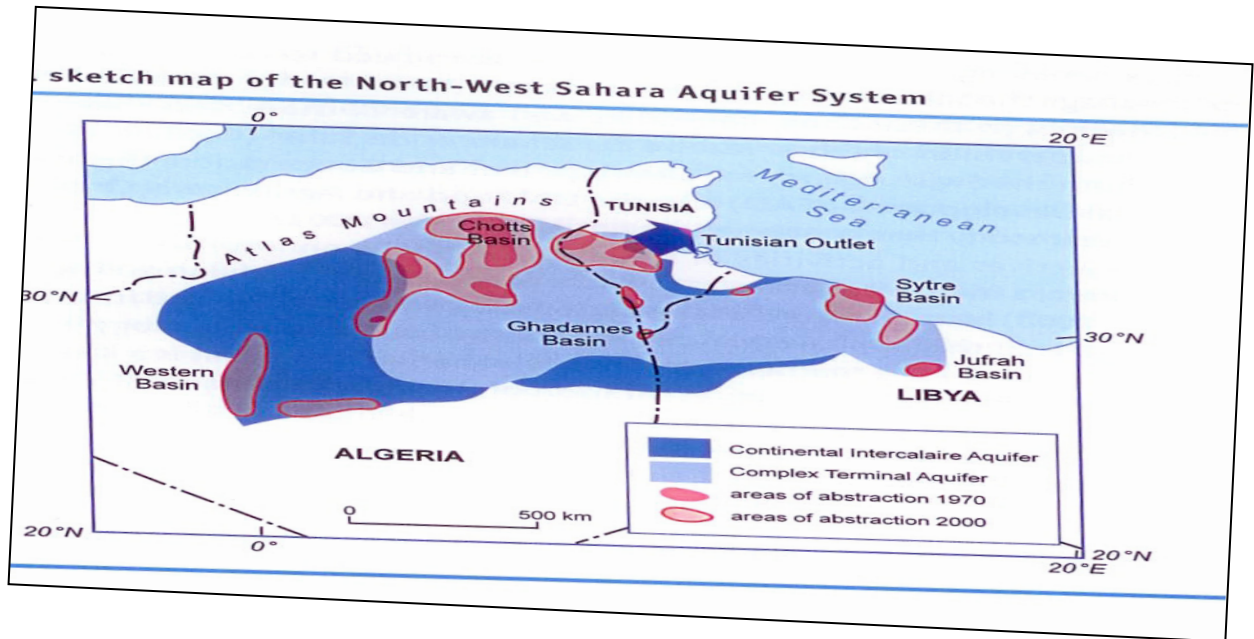 . sketch map of the North-West Sahara Aquifer System
0°
20°E
Mediterranean
Sea
Atlas Mountains
TUNISIA
Chotts
Basin
Tunisian Outlet
30°N
Sytre
Basin
Ghadames
Basin
30°N
Western
Basin
Jufrah
Basin
LIBYA
ALGERIA
Continental Intercalaire Aquifer
Complex Terminal Aquifer
areas of abstraction 1970
areas of abstraction 2000
0
500 km
20°N
0°
20°N
20°E